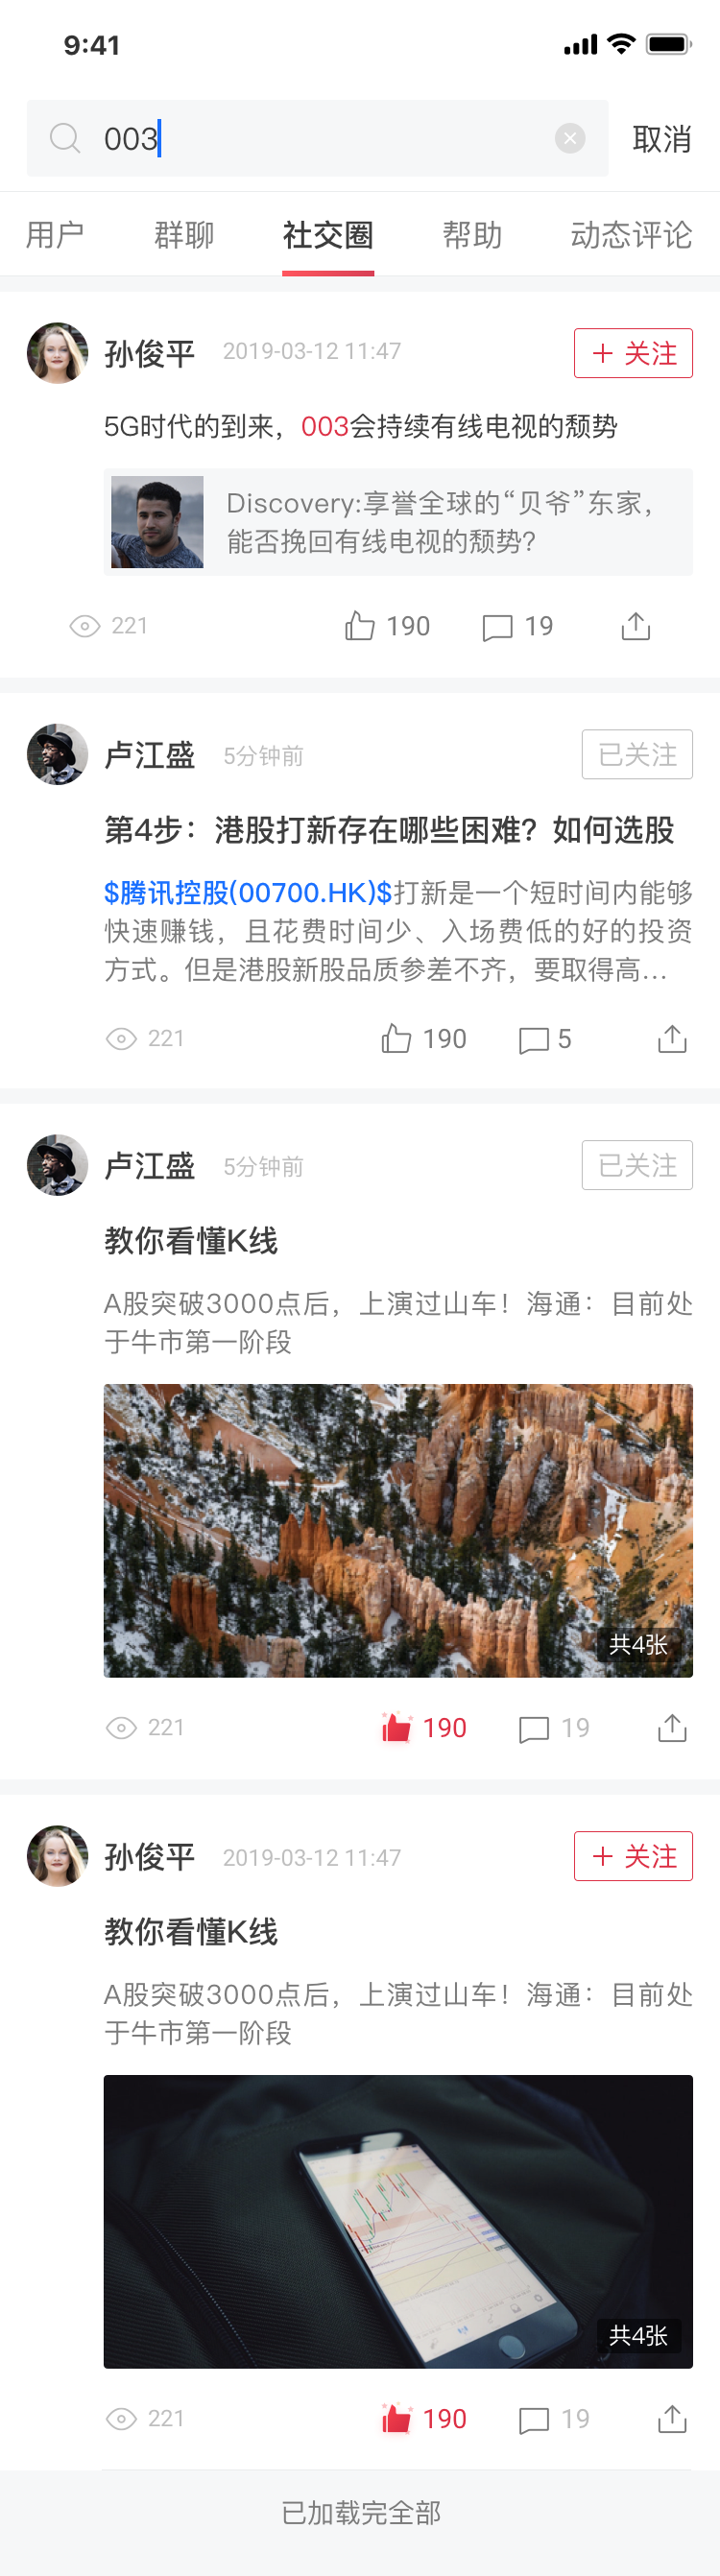 9:41
003
取消
用户 群聊 社交圈 帮助 动态评论
孙俊平 2019-03-12 11:47 + 关注
5G时代的到来，003会持续有线电视的颓势
Discovery:享誉全球的“贝爷”东家，
能否挽回有线电视的颓势?
221 190 19
卢江盛 5分钟前 已关注
第4步：港股打新存在哪些困难？如何选股
$腾讯控股(00700.HK)$打新是一个短时间内能够
快速赚钱，且花费时间少、入场费低的好的投资
方式。但是港股新股品质参差不齐，要取得高...
221 190 5
卢江盛 5分钟前 已关注
教你看懂K线
A股突破3000点后，上演过山车！海通：目前处
于牛市第一阶段
共4张
221 190 19
孙俊平 2019-03-12 11:47 + 关注
教你看懂K线
A股突破3000点后，上演过山车！海通：目前处
于牛市第一阶段
共4张
221 190 19
已加载完全部